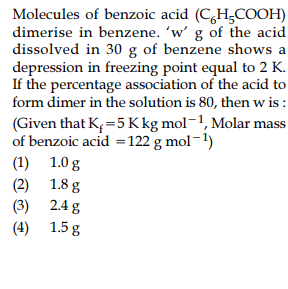 Molecules of benzoic acid (C₆H₅COOH)
dimerise in benzene. ‘w’ g of the acid
dissolved in 30 g of benzene shows a
depression in freezing point equal to 2 K.
If the percentage association of the acid to
form dimer in the solution is 80, then w is :
(Given that K_f=5 K kg mol⁻¹, Molar mass
of benzoic acid =122 g mol⁻¹)
(1) 1.0 g
(2) 1.8 g
(3) 2.4 g
(4) 1.5 g